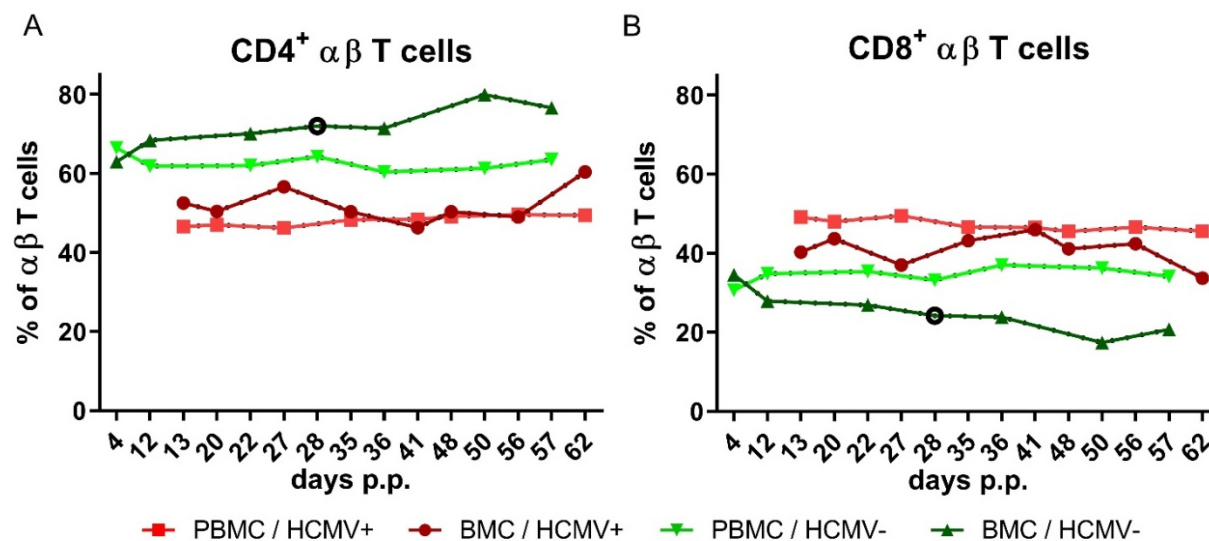 A
CD4+ αβ T cells
% of αβ T cells
80
60
40
20
0
4 12 13 20 22 27 28 35 36 41 48 50 56 57 62
days p.p.
B
CD8+ αβ T cells
% of αβ T cells
80
60
40
20
0
4 12 13 20 22 27 28 35 36 41 48 50 56 57 62
days p.p.
PBMC / HCMV+ BMC / HCMV+ PBMC / HCMV- BMC / HCMV-